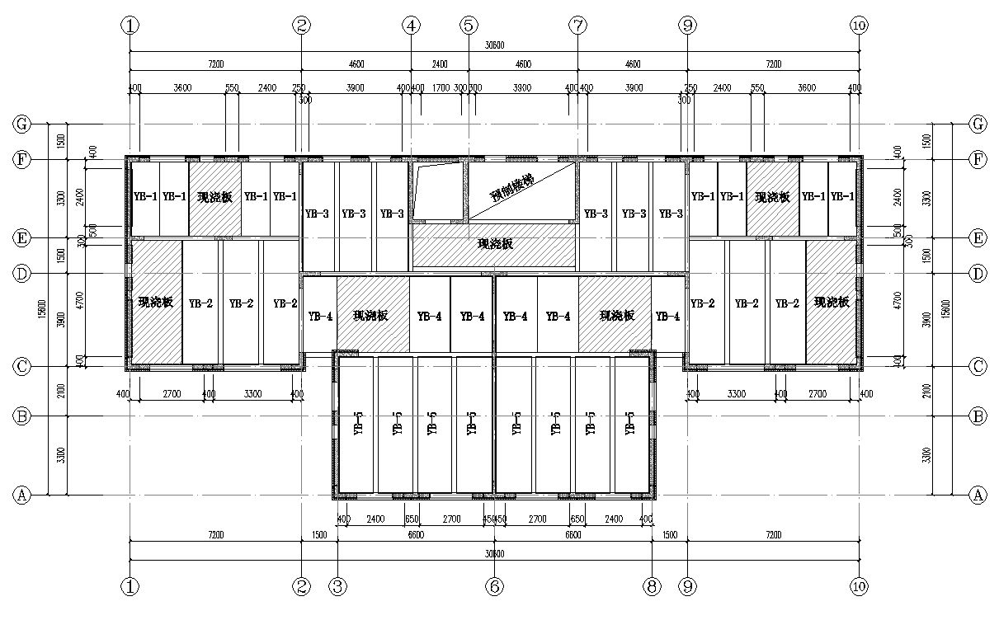 ① ② ④ ⑤ ⑦ ⑨ ⑩
30600
7200 4600 2400 4600 4600 7200
400 3600 550 2400 250 300 3900 400 400 1700 300 300 3900 400 400 3900 300 250 2400 550 3600 400
G G
1500 400 400 1500
F F
3300 2400 YB-1 YB-1 现浇板 YB-1 YB-1 YB-3 YB-3 YB-3 预制楼梯 YB-3 YB-3 YB-3 YB-1 YB-1 现浇板 YB-1 YB-1 2400 3300
500 500
E 300 现浇板 300 E
1500 1500
D D
15600 3900 4700 现浇板 YB-2 YB-2 YB-2 YB-4 现浇板 YB-4 YB-4 YB-4 YB-4 现浇板 YB-4 YB-2 YB-2 YB-2 现浇板 4700 3900 15600
400 400
C C
2100 400 2700 400 3300 400 400 3300 400 2700 400 2100
B YB-5 YB-5 YB-5 YB-5 YB-5 YB-5 YB-5 YB-5 B
3300 3300
A A
400 2400 650 2700 450 450 2700 650 2400 400
7200 1500 6600 6600 1500 7200
30600
① ② ③ ⑥ ⑧ ⑨ ⑩